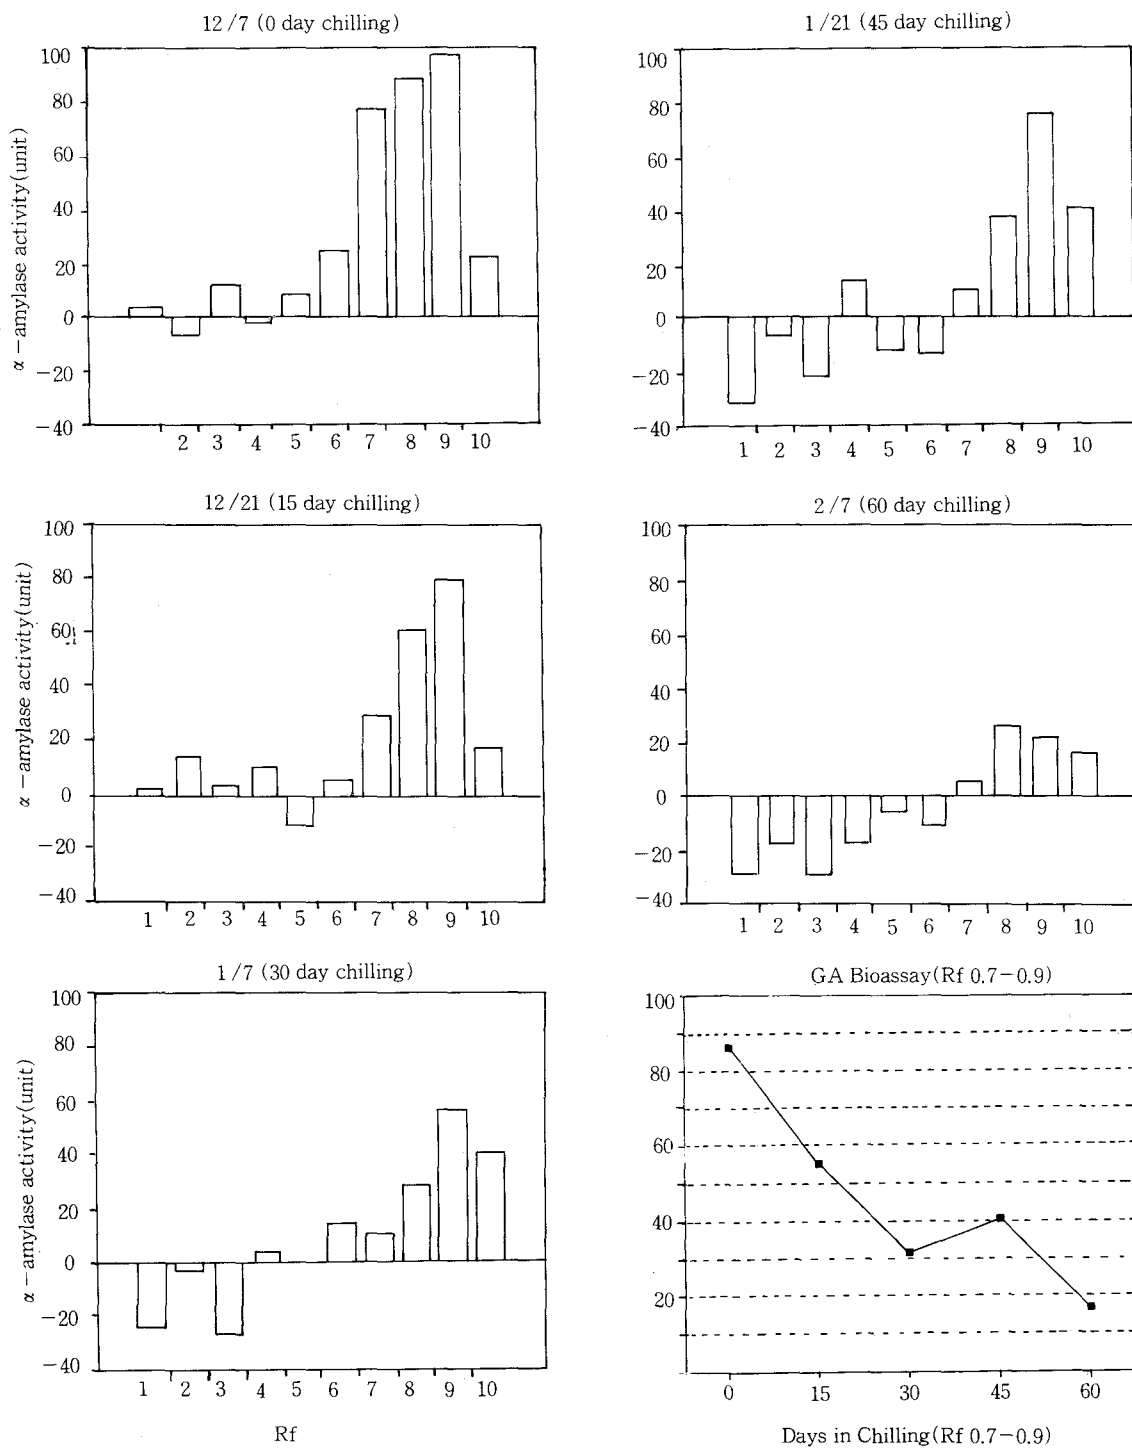 12/7 (0 day chilling)
α-amylase activity(unit)
100
80
60
40
20
0
-20
-40
2 3 4 5 6 7 8 9 10
1/21 (45 day chilling)
100
80
60
40
20
0
-20
-40
1 2 3 4 5 6 7 8 9 10
12/21 (15 day chilling)
α-amylase activity(unit)
100
80
60
40
20
0
-20
-40
1 2 3 4 5 6 7 8 9 10
2/7 (60 day chilling)
100
80
60
40
20
0
-20
-40
1 2 3 4 5 6 7 8 9 10
1/7 (30 day chilling)
α-amylase activity(unit)
100
80
60
40
20
0
-20
-40
1 2 3 4 5 6 7 8 9 10
Rf
GA Bioassay(Rf 0.7-0.9)
100
80
60
40
20
0 15 30 45 60
Days in Chilling(Rf 0.7-0.9)